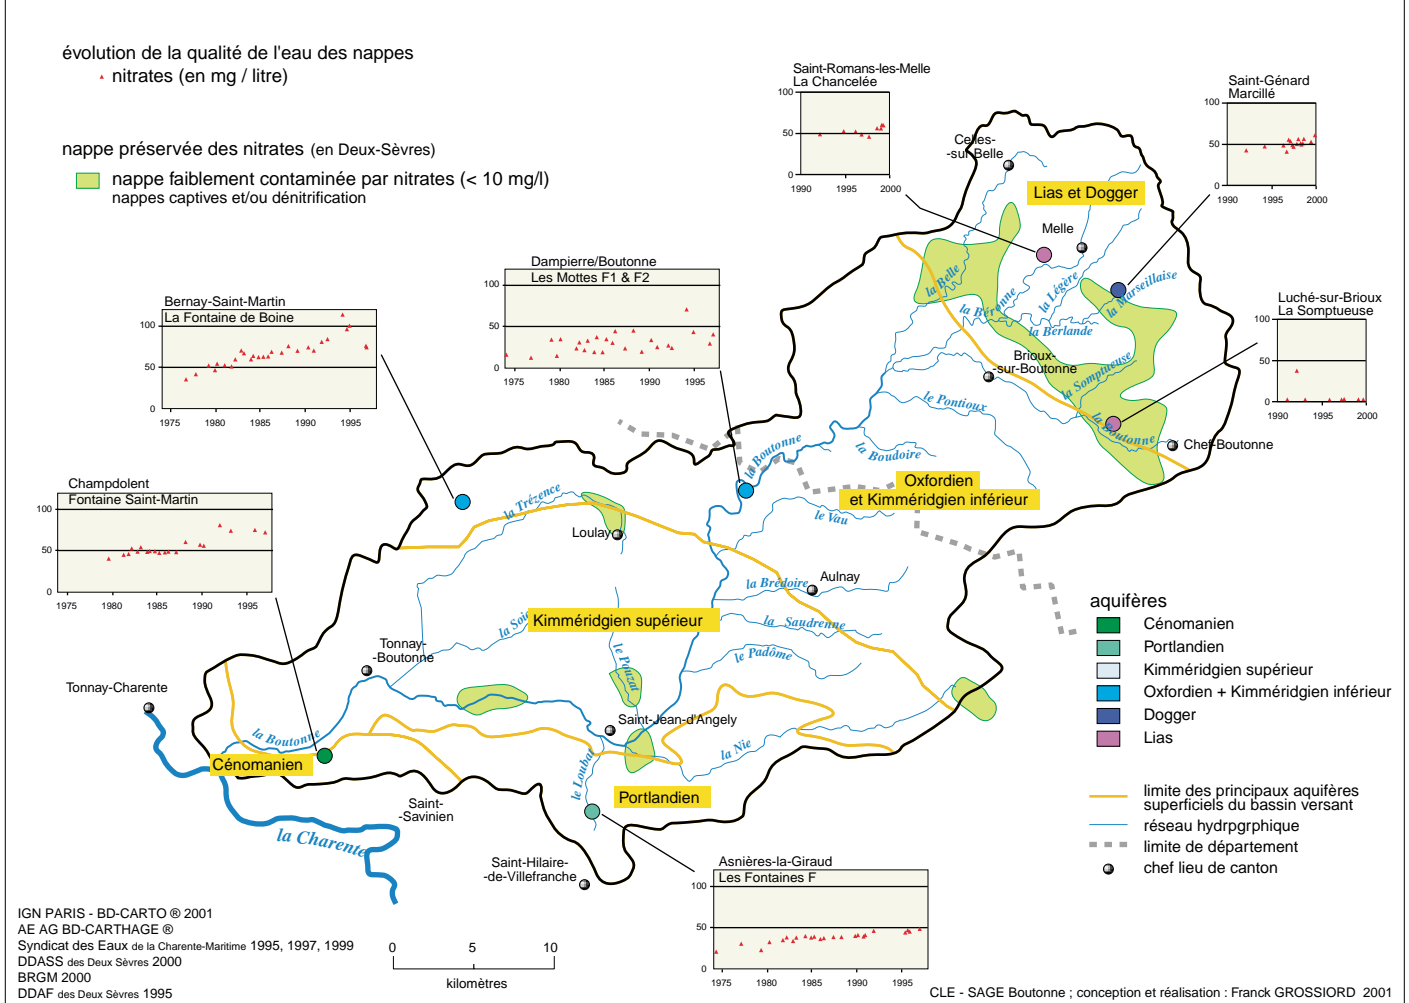 évolution de la qualité de l'eau des nappes
nitrates (en mg / litre)
nappe préservée des nitrates (en Deux-Sèvres)
nappe faiblement contaminée par nitrates (< 10 mg/l)
nappes captives et/ou dénitrification
Saint-Romans-les-Melle
La Chancelée
100
50
0
1990 1995 2000
Saint-Génard
Marcillé
100
50
0
1990 1995 2000
Luché-sur-Brioux
La Somptueuse
100
50
0
1990 1995 2000
Dampierre/Boutonne
Les Mottes F1 & F2
100
50
0
1975 1980 1985 1990 1995
Bernay-Saint-Martin
La Fontaine de Boine
100
50
0
1975 1980 1985 1990 1995
Champdolent
Fontaine Saint-Martin
100
50
0
1975 1980 1985 1990 1995
Asnières-la-Giraud
Les Fontaines F
100
50
0
1975 1980 1985 1990 1995
Celles-
-sur-Belle
Lias et Dogger
Melle
la Belle
la Béronne
la Légère
la Marseillaise
la Berlande
Brioux-
-sur-Boutonne
la Somptueuse
le Pontioux
la Boutonne
Chef-Boutonne
la Boutonne
la Boudoire
Oxfordien
et Kimméridgien inférieur
la Trézence
Loulay
le Vau
la Brédoire
Aulnay
Kimméridgien supérieur
la Soie
la Saudrenne
le Padôme
le Pouzat
Tonnay-
-Boutonne
Tonnay-Charente
Saint-Jean-d'Angely
la Boutonne
la Nie
Cénomanien
le Loubat
Portlandien
Saint-
-Savinien
la Charente
Saint-Hilaire-
-de-Villefranche
aquifères
Cénomanien
Portlandien
Kimméridgien supérieur
Oxfordien + Kimméridgien inférieur
Dogger
Lias
limite des principaux aquifères
superficiels du bassin versant
réseau hydrpgrphique
limite de département
chef lieu de canton
IGN PARIS - BD-CARTO ® 2001
AE AG BD-CARTHAGE ®
Syndicat des Eaux de la Charente-Maritime 1995, 1997, 1999
DDASS des Deux Sèvres 2000
BRGM 2000
DDAF des Deux Sèvres 1995
0 5 10
kilomètres
CLE - SAGE Boutonne ; conception et réalisation : Franck GROSSIORD 2001